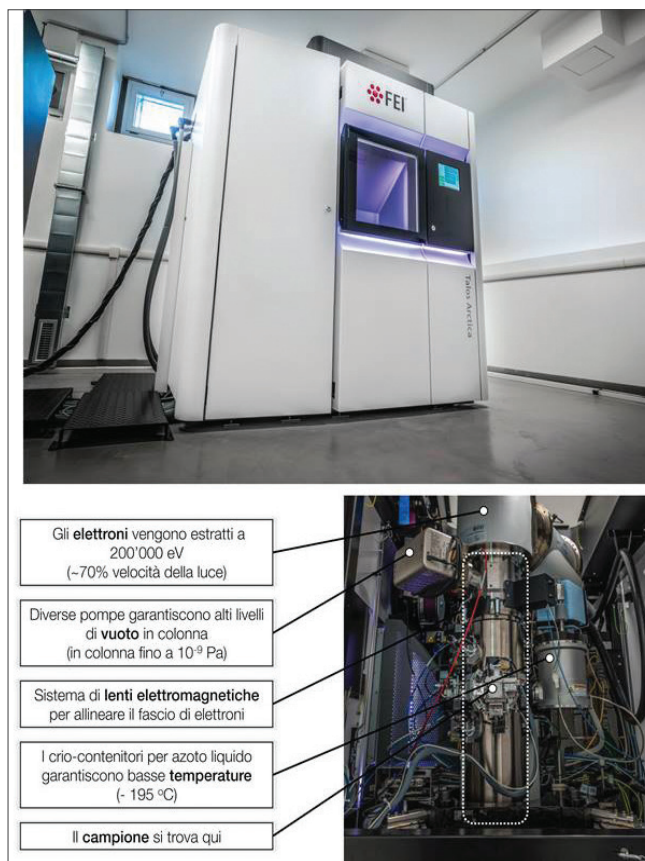 FEI
Talos Arctica
Gli elettroni vengono estratti a
200'000 eV
(~70% velocità della luce)
Diverse pompe garantiscono alti livelli
di vuoto in colonna
(in colonna fino a 10⁻⁹ Pa)
Sistema di lenti elettromagnetiche
per allineare il fascio di elettroni
I crio-contenitori per azoto liquido
garantiscono basse temperature
(- 195 ºC)
Il campione si trova qui